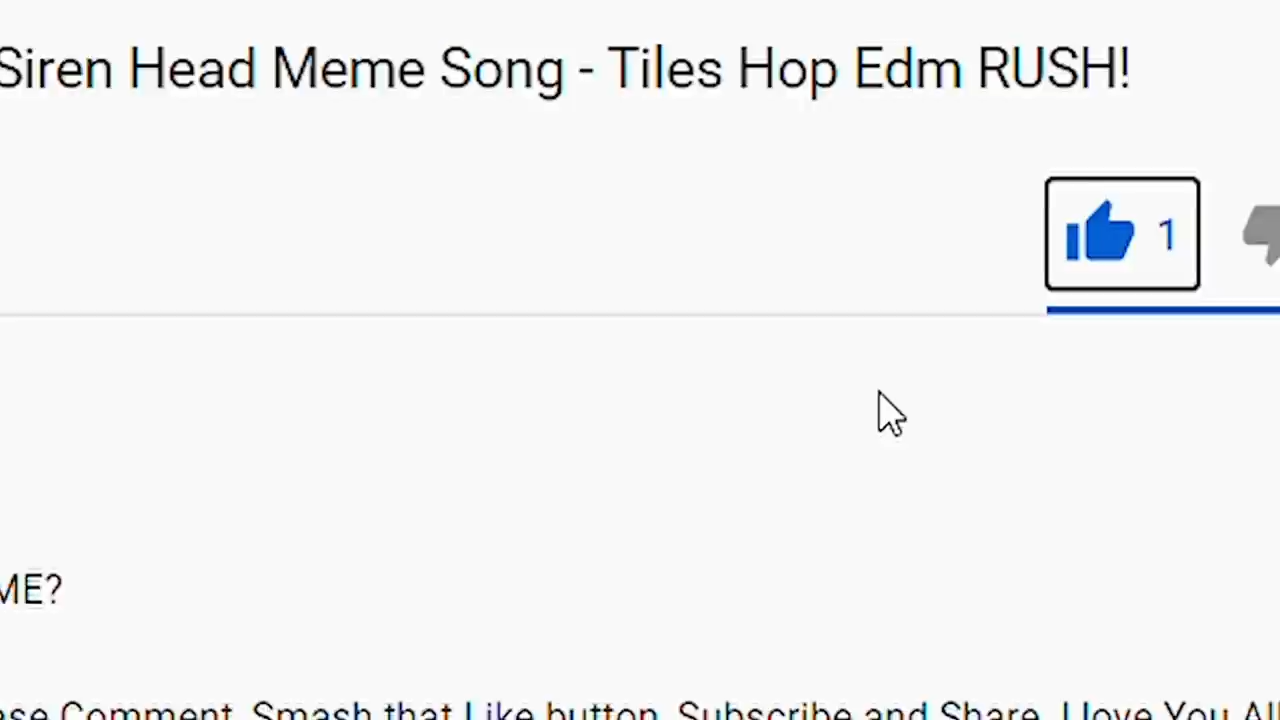 Siren Head Meme Song - Tiles Hop Edm RUSH!
1
ME?
Comment, Smash that Like button, Subscribe and Share. I love You All